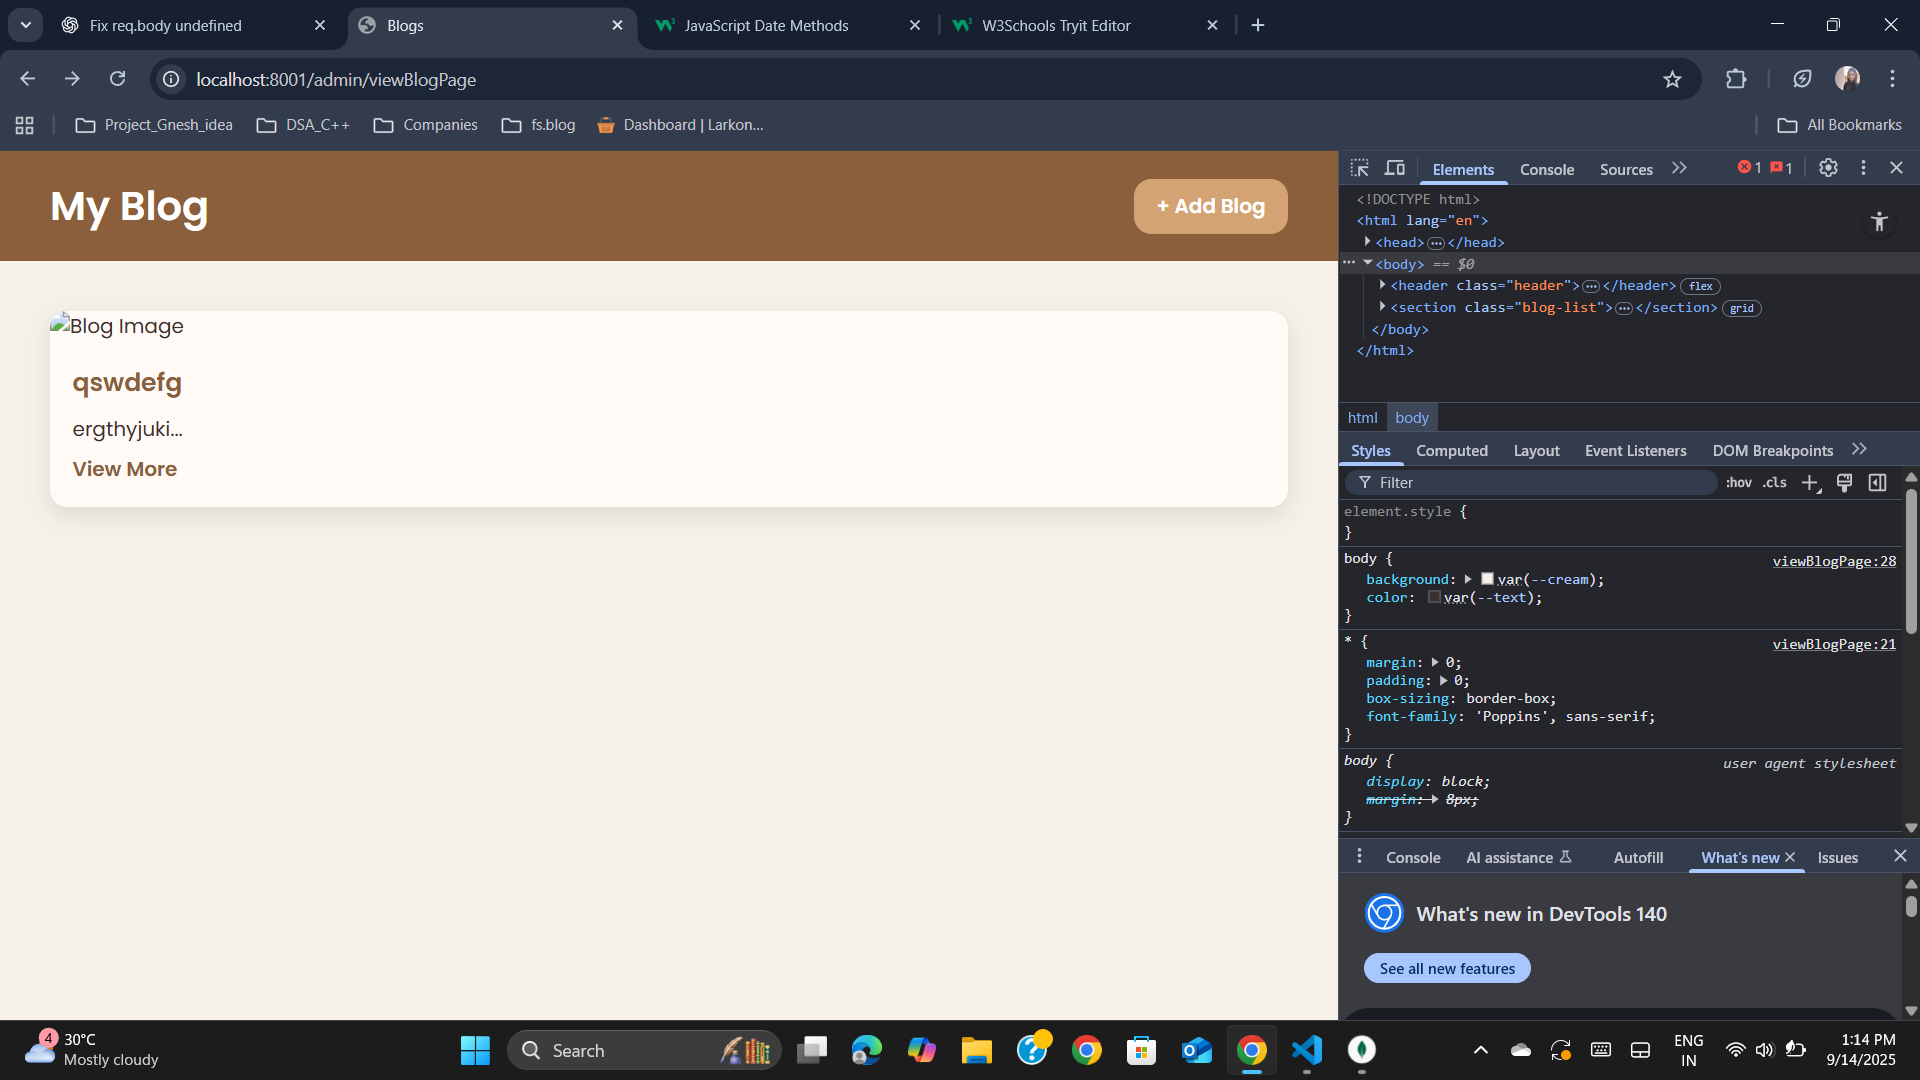 Fix req.body undefined
Blogs
JavaScript Date Methods
W3Schools Tryit Editor
localhost:8001/admin/viewBlogPage
Project_Gnesh_idea
DSA_C++
Companies
fs.blog
Dashboard | Larkon...
All Bookmarks
My Blog
+ Add Blog
Blog Image
qswdefg
ergthyjuki...
View More
Elements
Console
Sources
1
1
<!DOCTYPE html>
<html lang="en">
<head>…</head>
<body> == $0
<header class="header">…</header> flex
<section class="blog-list">…</section> grid
</body>
</html>
html
body
Styles
Computed
Layout
Event Listeners
DOM Breakpoints
Filter
:hov
.cls
element.style {
}
body {
viewBlogPage:28
background: var(--cream);
color: var(--text);
}
* {
viewBlogPage:21
margin: 0;
padding: 0;
box-sizing: border-box;
font-family: 'Poppins', sans-serif;
}
body {
user agent stylesheet
display: block;
margin: 8px;
}
Console
AI assistance
Autofill
What's new
Issues
What's new in DevTools 140
See all new features
4
30°C
Mostly cloudy
Search
ENG
IN
1:14 PM
9/14/2025